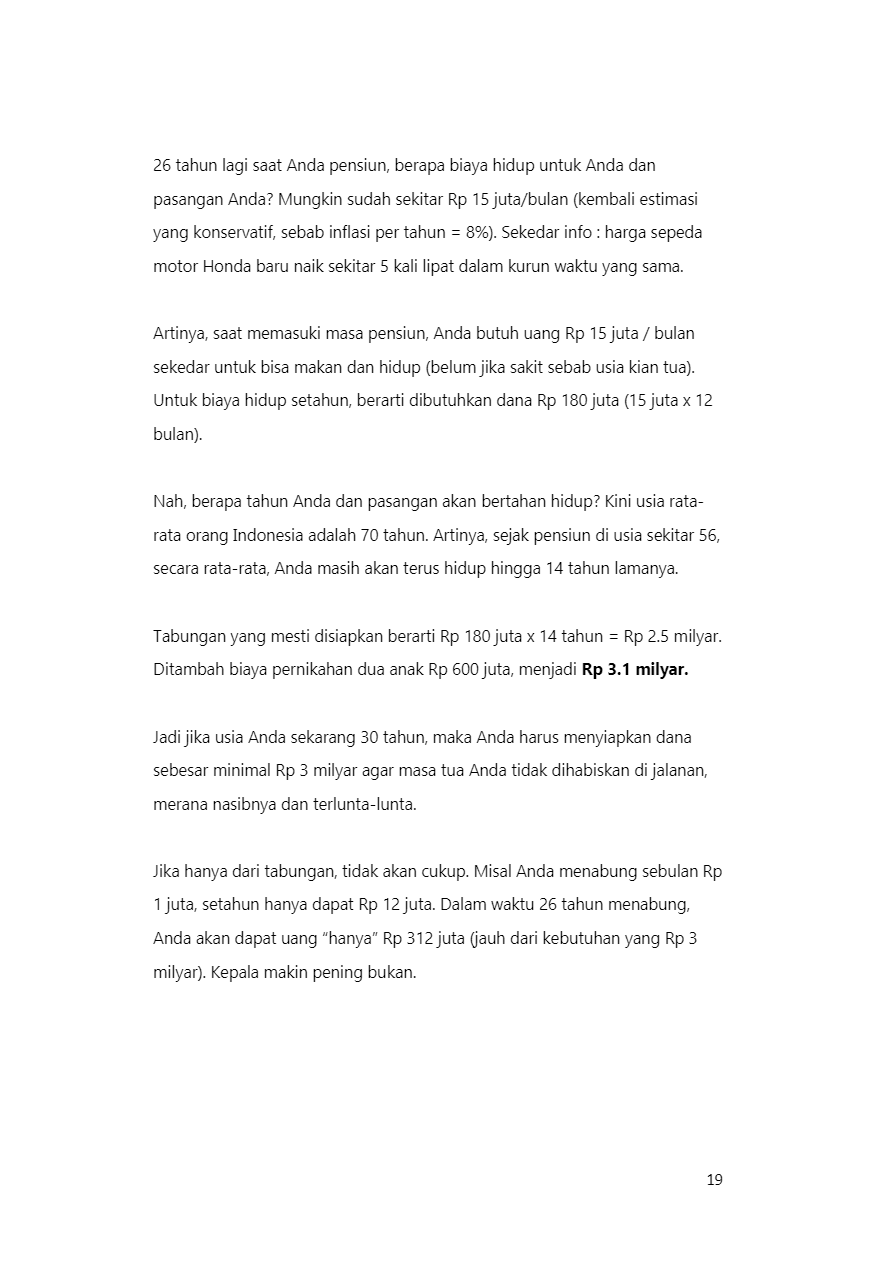 26 tahun lagi saat Anda pensiun, berapa biaya hidup untuk Anda dan
pasangan Anda? Mungkin sudah sekitar Rp 15 juta/bulan (kembali estimasi
yang konservatif, sebab inflasi per tahun = 8%). Sekedar info : harga sepeda
motor Honda baru naik sekitar 5 kali lipat dalam kurun waktu yang sama.
Artinya, saat memasuki masa pensiun, Anda butuh uang Rp 15 juta / bulan
sekedar untuk bisa makan dan hidup (belum jika sakit sebab usia kian tua).
Untuk biaya hidup setahun, berarti dibutuhkan dana Rp 180 juta (15 juta x 12
bulan).
Nah, berapa tahun Anda dan pasangan akan bertahan hidup? Kini usia rata-
rata orang Indonesia adalah 70 tahun. Artinya, sejak pensiun di usia sekitar 56,
secara rata-rata, Anda masih akan terus hidup hingga 14 tahun lamanya.
Tabungan yang mesti disiapkan berarti Rp 180 juta x 14 tahun = Rp 2.5 milyar.
Ditambah biaya pernikahan dua anak Rp 600 juta, menjadi Rp 3.1 milyar.
Jadi jika usia Anda sekarang 30 tahun, maka Anda harus menyiapkan dana
sebesar minimal Rp 3 milyar agar masa tua Anda tidak dihabiskan di jalanan,
merana nasibnya dan terlunta-lunta.
Jika hanya dari tabungan, tidak akan cukup. Misal Anda menabung sebulan Rp
1 juta, setahun hanya dapat Rp 12 juta. Dalam waktu 26 tahun menabung,
Anda akan dapat uang “hanya” Rp 312 juta (jauh dari kebutuhan yang Rp 3
milyar). Kepala makin pening bukan.
19